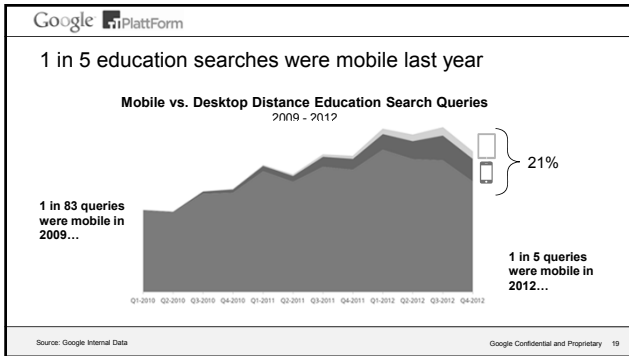 Google PlattForm
1 in 5 education searches were mobile last year
Mobile vs. Desktop Distance Education Search Queries
2009 - 2012
21%
1 in 83 queries
were mobile in
2009…
1 in 5 queries
were mobile in
2012…
Q1-2010 Q2-2010 Q3-2010 Q4-2010 Q1-2011 Q2-2011 Q3-2011 Q4-2011 Q1-2012 Q2-2012 Q3-2012 Q4-2012
Source: Google Internal Data
Google Confidential and Proprietary 19